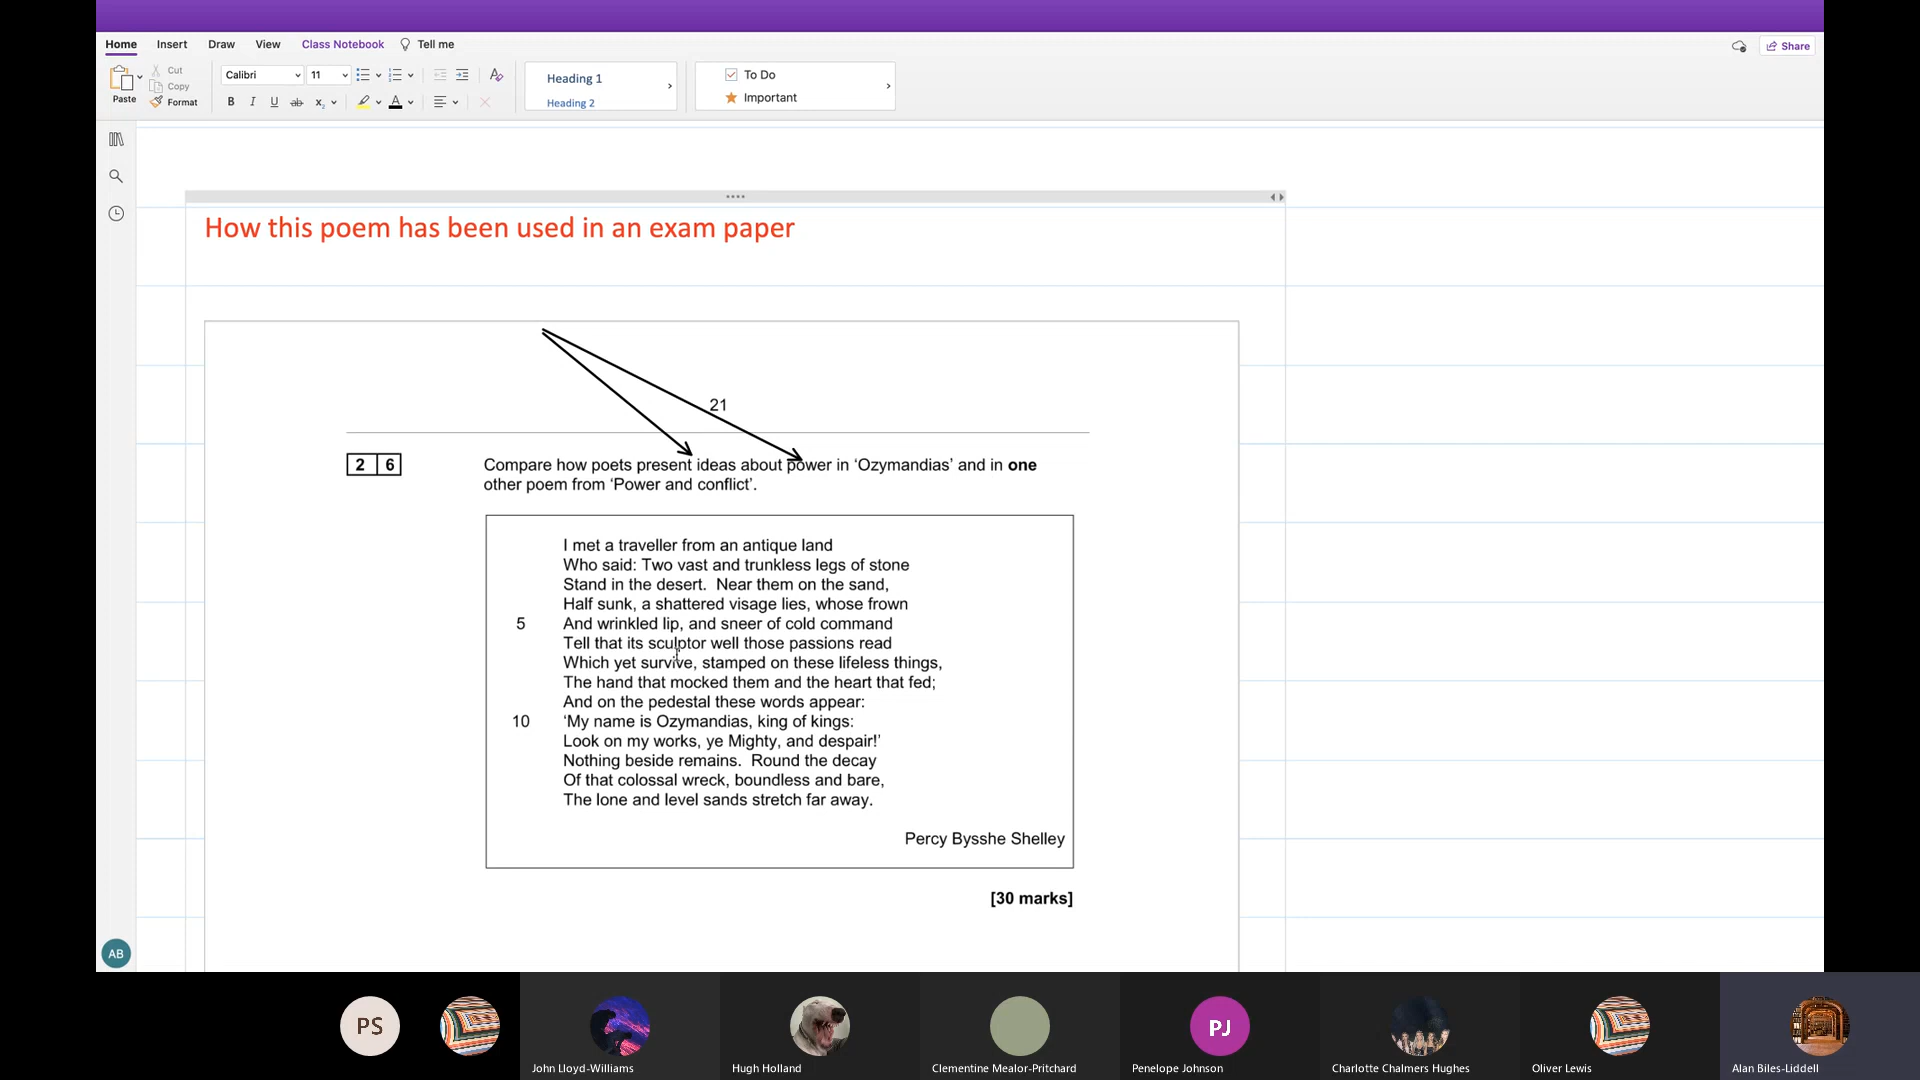 Home Insert Draw View Class Notebook Tell me
Share
Paste
Cut
Copy
Format
Calibri 11
B I U ab x₂ A
Heading 1
Heading 2
To Do
Important
How this poem has been used in an exam paper
21
2 6
Compare how poets present ideas about power in ‘Ozymandias’ and in one
other poem from ‘Power and conflict’.
I met a traveller from an antique land
Who said: Two vast and trunkless legs of stone
Stand in the desert. Near them on the sand,
Half sunk, a shattered visage lies, whose frown
5 And wrinkled lip, and sneer of cold command
Tell that its sculptor well those passions read
Which yet survive, stamped on these lifeless things,
The hand that mocked them and the heart that fed;
And on the pedestal these words appear:
10 ‘My name is Ozymandias, king of kings:
Look on my works, ye Mighty, and despair!’
Nothing beside remains. Round the decay
Of that colossal wreck, boundless and bare,
The lone and level sands stretch far away.
Percy Bysshe Shelley
[30 marks]
AB
PS
PJ
John Lloyd-Williams
Hugh Holland
Clementine Mealor-Pritchard
Penelope Johnson
Charlotte Chalmers Hughes
Oliver Lewis
Alan Biles-Liddell